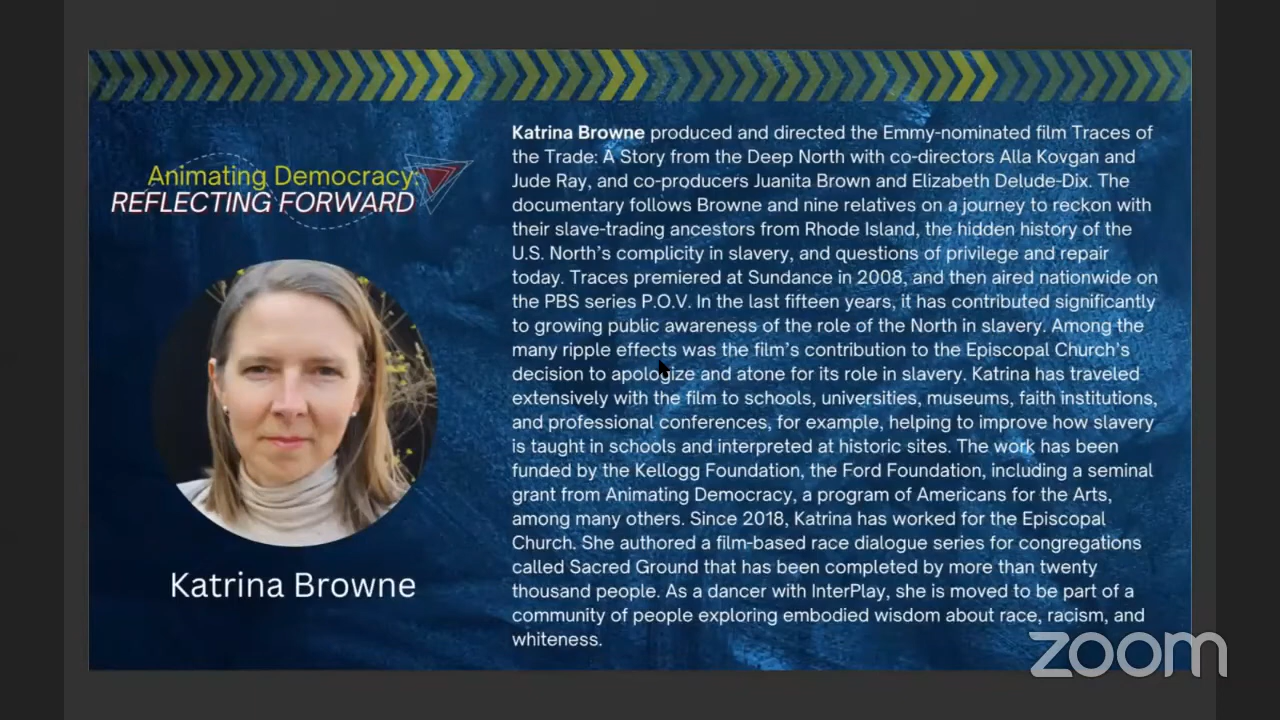 Animating Democracy:
REFLECTING FORWARD
Katrina Browne
Katrina Browne produced and directed the Emmy-nominated film Traces of
the Trade: A Story from the Deep North with co-directors Alla Kovgan and
Jude Ray, and co-producers Juanita Brown and Elizabeth Delude-Dix. The
documentary follows Browne and nine relatives on a journey to reckon with
their slave-trading ancestors from Rhode Island, the hidden history of the
U.S. North's complicity in slavery, and questions of privilege and repair
today. Traces premiered at Sundance in 2008, and then aired nationwide on
the PBS series P.O.V. In the last fifteen years, it has contributed significantly
to growing public awareness of the role of the North in slavery. Among the
many ripple effects was the film's contribution to the Episcopal Church's
decision to apologize and atone for its role in slavery. Katrina has traveled
extensively with the film to schools, universities, museums, faith institutions,
and professional conferences, for example, helping to improve how slavery
is taught in schools and interpreted at historic sites. The work has been
funded by the Kellogg Foundation, the Ford Foundation, including a seminal
grant from Animating Democracy, a program of Americans for the Arts,
among many others. Since 2018, Katrina has worked for the Episcopal
Church. She authored a film-based race dialogue series for congregations
called Sacred Ground that has been completed by more than twenty
thousand people. As a dancer with InterPlay, she is moved to be part of a
community of people exploring embodied wisdom about race, racism, and
whiteness.
zoom